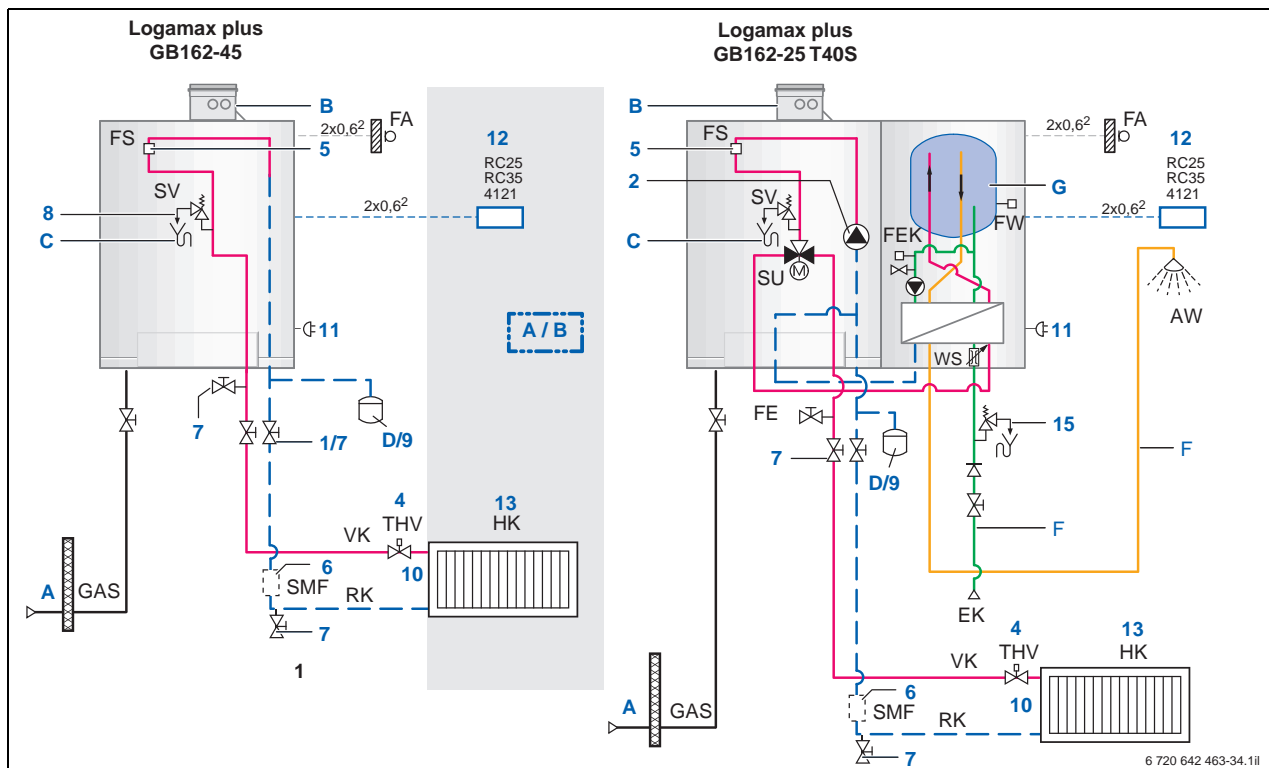 Logamax plus
GB162-45
B
FS
5
2x0,6²
FA
12
RC25
RC35
4121
SV
8
C
2x0,6²
A / B
11
7
D/9
1/7
4
THV
13
HK
VK
10
6
SMF
RK
7
A
GAS
1
Logamax plus
GB162-25 T40S
B
FS
5
2
SV
C
M
SU
2x0,6²
FA
12
RC25
RC35
4121
G
FW
2x0,6²
FEK
AW
11
WS
FE
15
7
D/9
F
F
EK
4
THV
13
HK
VK
10
6
SMF
RK
7
A
GAS
6 720 642 463-34.1il